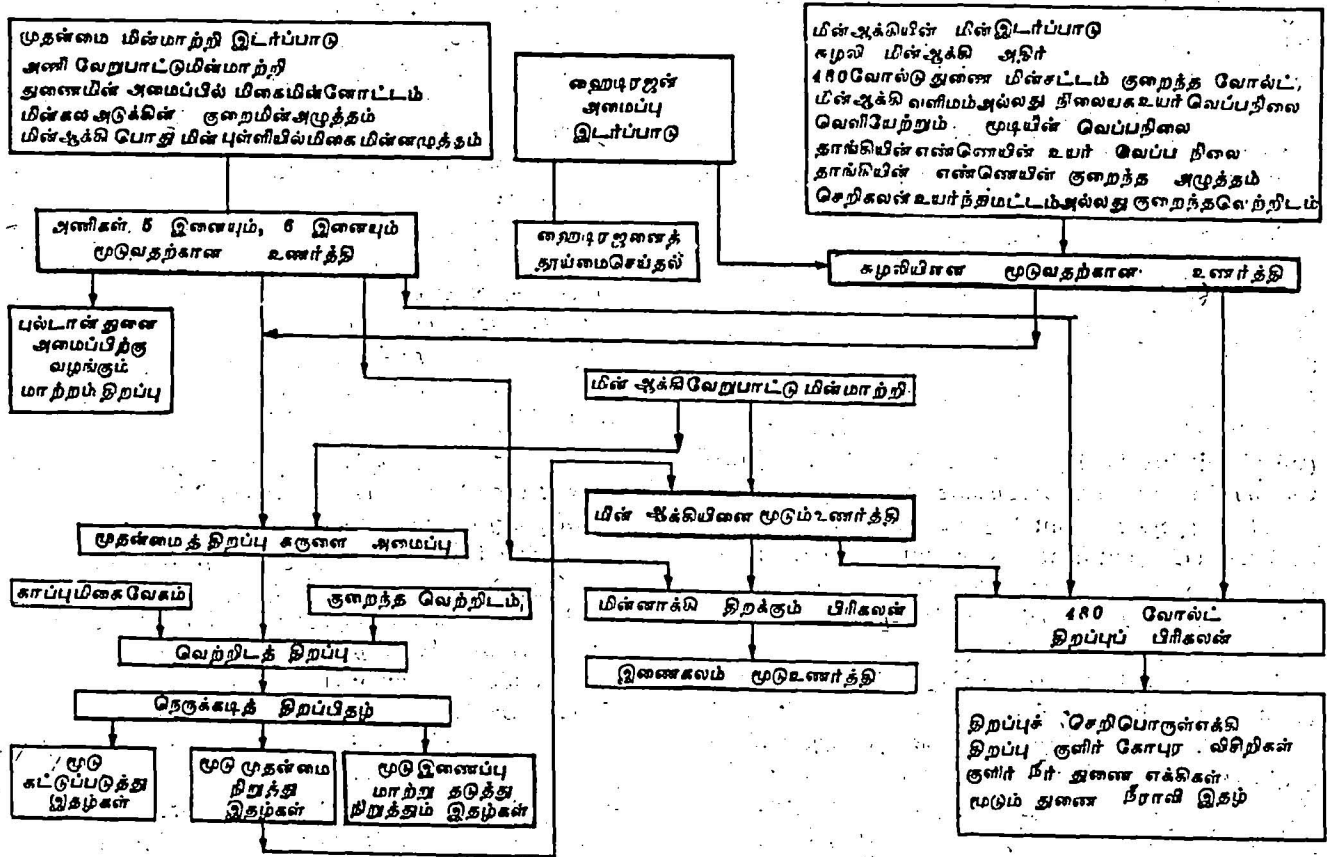 முதன்மை மின்மாற்றி இடர்ப்பாடு
அணி வேறுபாட்டுமின்மாற்றி
துணைமின் அமைப்பில் மிகைமின்னோட்டம்
மின்கல அடுக்கின் குறைமின்அழுத்தம்
மின்ஆக்கி பொதி மின்புள்ளியில்மிகைமின்னழுத்தம்
ஹைடிரஜன்
அமைப்பு
இடர்ப்பாடு
மின்ஆக்கியின் மின்இடர்ப்பாடு
சுழலி மின்ஆக்கி அதிர்
480வோல்டுதுணை மின்சட்டம் குறைந்த வோல்ட்,
மின்ஆக்கி வளிமம்அல்லது நிலையகஉயர் வெப்பநிலை
வெளியேற்றும் மூடியின் வெப்பநிலை
தாங்கியின்எண்ணெயின் உயர் வெப்ப நிலை
தாங்கியின் எண்ணெயின் குறைந்த அழுத்தம்
செறிகலன்உயர்ந்தமட்டம்அல்லது குறைந்தவெற்றிடம்
அணிகள் 5 இனையும், 6 இனையும்
மூடுவதற்கான உணர்த்தி
ஹைடிரஜனைத்
தூய்மைசெய்தல்
சுழலியினை மூடுவதற்கான உணர்த்தி
புல்டான் துனை
அமைப்பிற்கு
வழங்கும்
மாற்றம் திறப்பு
மின் ஆக்கிவேறுபாட்டு மின்மாற்றி
மின் ஆக்கியினை மூடும்உணர்த்தி
முதன்மைத் திறப்பு சுருளை அமைப்பு
காப்புமிகைவேகம்
குறைந்த வெற்றிடம்,
மின்னாக்கி திறக்கும் பிரிகலன்
480 வோல்ட்
திறப்புப் பிரிகலன்
வெற்றிடத் திறப்பு
இணைகலம் மூடுஉணர்த்தி
நெருக்கடித் திறப்பிதழ்
மூடு
கட்டுப்படுத்து
இதழ்கள்
மூடு முதன்மை
நிறுத்து
இதழ்கள்
மூடுஇணைப்பு
மாற்று தடுத்து
நிறுத்தும் இதழ்கள்
திறப்புச் செறிபொருள்எக்கி
திறப்பு குளிர் கோபுர விசிறிகள்
குளிர் நீர் துணை எக்கிகள்
மூடும் துணை நீராவி இதழ்